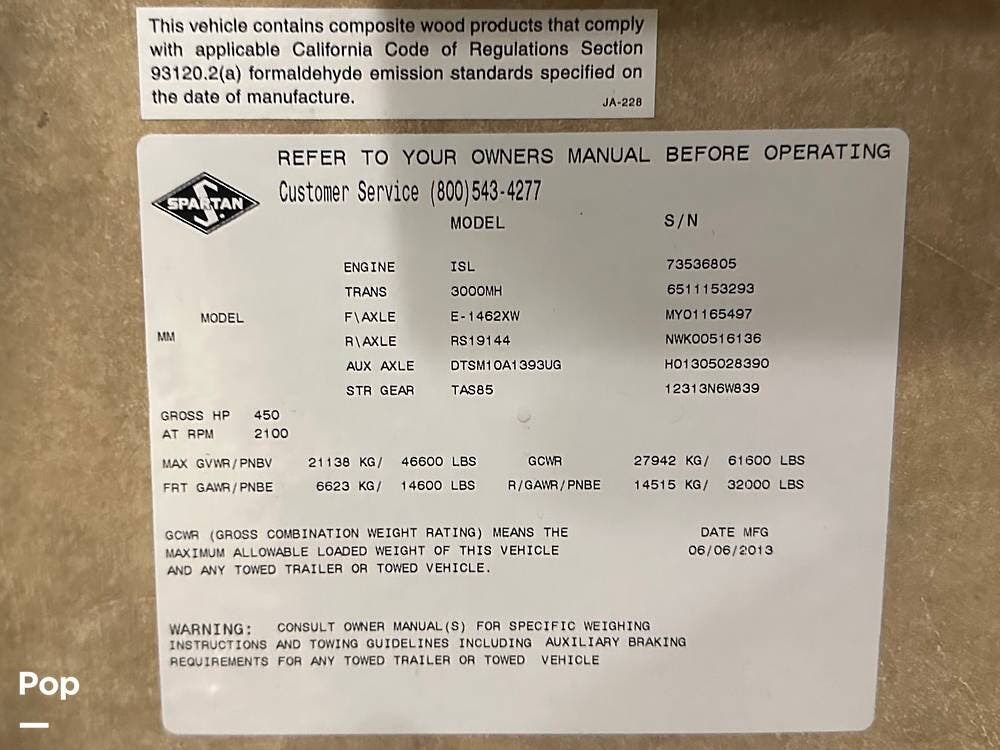 This vehicle contains composite wood products that comply
with applicable California Code of Regulations Section
93120.2(a) formaldehyde emission standards specified on
the date of manufacture.
JA-228
REFER TO YOUR OWNERS MANUAL BEFORE OPERATING
SPARTAN
Customer Service (800)543-4277
MODEL S/N
ENGINE ISL 73536805
TRANS 3000MH 6511153293
MODEL F\AXLE E-1462XW MY01165497
MM R\AXLE RS19144 NWK00516136
AUX AXLE DTSM10A1393UG H01305028390
STR GEAR TAS85 12313N6W839
GROSS HP 450
AT RPM 2100
MAX GVWR/PNBV 21138 KG/ 46600 LBS GCWR 27942 KG/ 61600 LBS
FRT GAWR/PNBE 6623 KG/ 14600 LBS R/GAWR/PNBE 14515 KG/ 32000 LBS
GCWR (GROSS COMBINATION WEIGHT RATING) MEANS THE DATE MFG
MAXIMUM ALLOWABLE LOADED WEIGHT OF THIS VEHICLE 06/06/2013
AND ANY TOWED TRAILER OR TOWED VEHICLE.
WARNING: CONSULT OWNER MANUAL(S) FOR SPECIFIC WEIGHING
INSTRUCTIONS AND TOWING GUIDELINES INCLUDING AUXILIARY BRAKING
REQUIREMENTS FOR ANY TOWED TRAILER OR TOWED VEHICLE
Pop